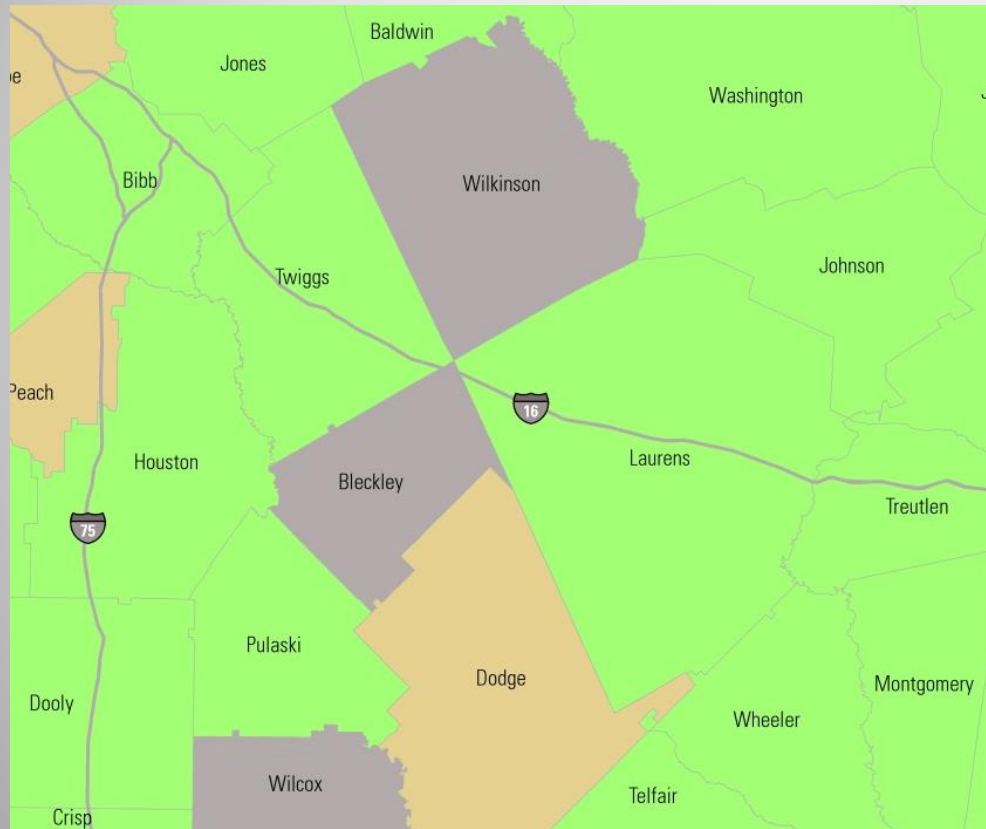 Baldwin
Jones
Washington
Bibb
Wilkinson
Twiggs
Johnson
Peach
16
Houston
Bleckley
Laurens
Treutlen
75
Pulaski
Dodge
Montgomery
Dooly
Wheeler
Wilcox
Telfair
Crisp